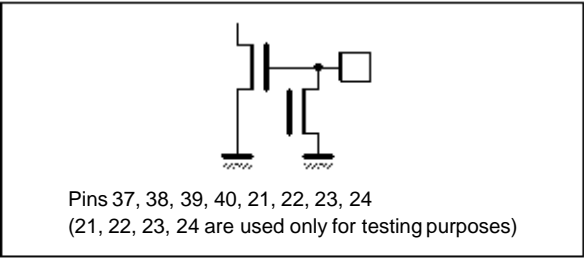 Pins 37, 38, 39, 40, 21, 22, 23, 24
(21, 22, 23, 24 are used only for testing purposes)